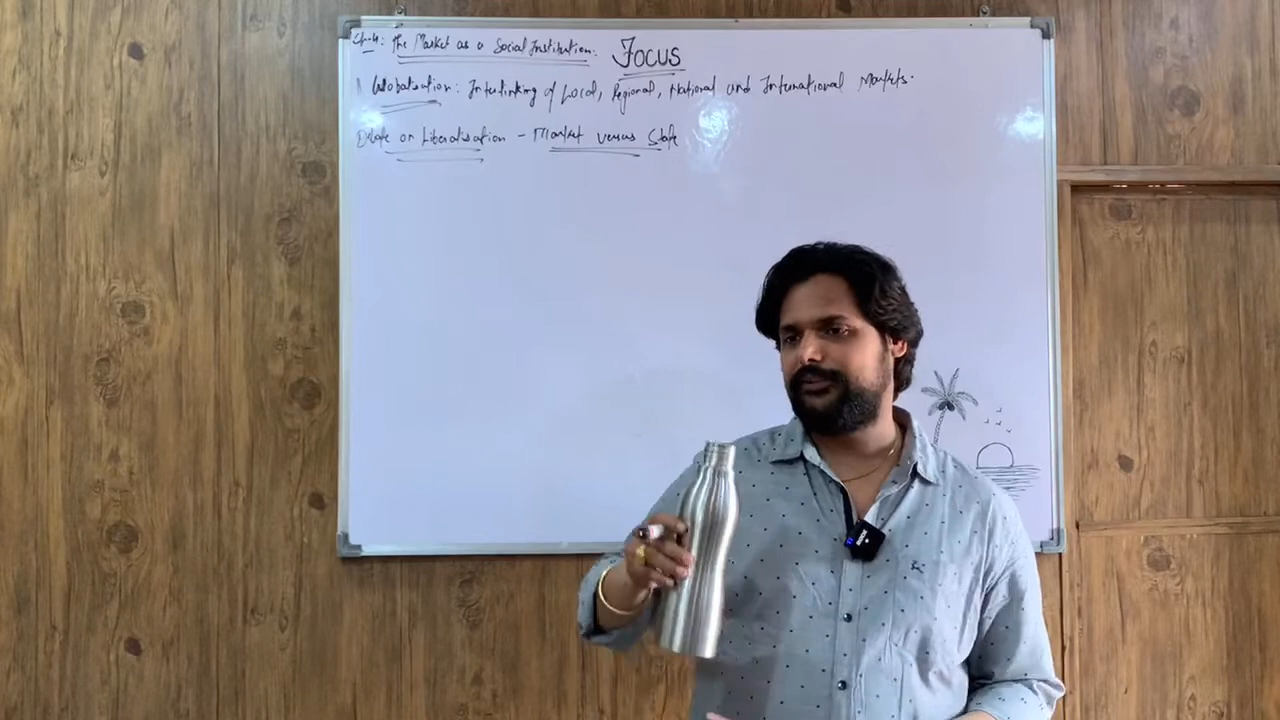 Ch-4: The Market as a Social Institution: FOCUS
Globalisation: Interlinking of Local, Regional, National and International Markets.
Debate on Liberalisation - Market versus State